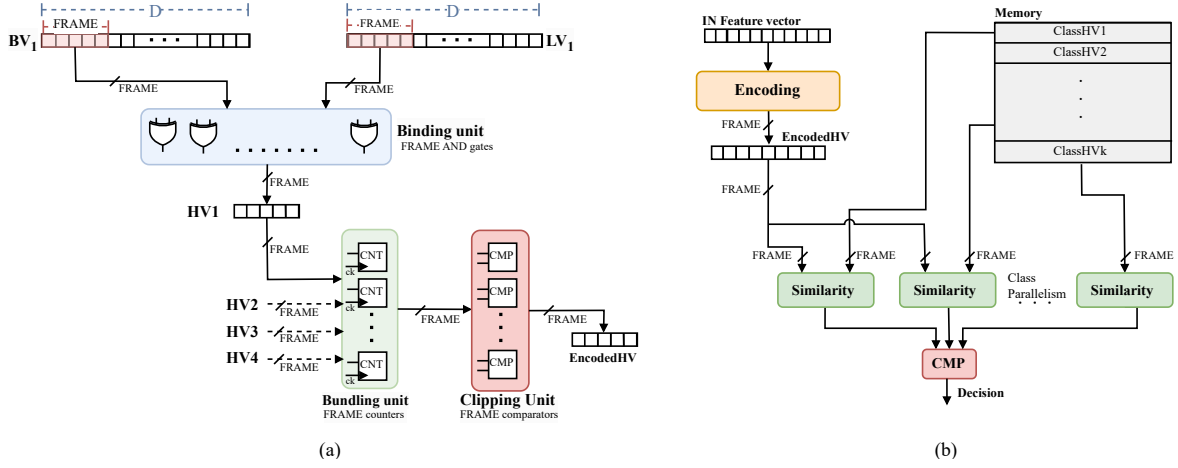 D
FRAME
BV1
D
FRAME
LV1
FRAME
FRAME
Binding unit
FRAME AND gates
FRAME
HV1
FRAME
CNT
ck
CNT
ck
HV2
FRAME
HV3
FRAME
HV4
FRAME
CNT
ck
Bundling unit
FRAME counters
FRAME
CMP
CMP
CMP
Clipping Unit
FRAME comparators
FRAME
EncodedHV
(a)
IN Feature vector
Encoding
FRAME
EncodedHV
FRAME
Memory
ClassHV1
ClassHV2
ClassHVk
FRAME
FRAME
FRAME
FRAME
Similarity
Similarity
Class
Parallelism
Similarity
CMP
Decision
(b)